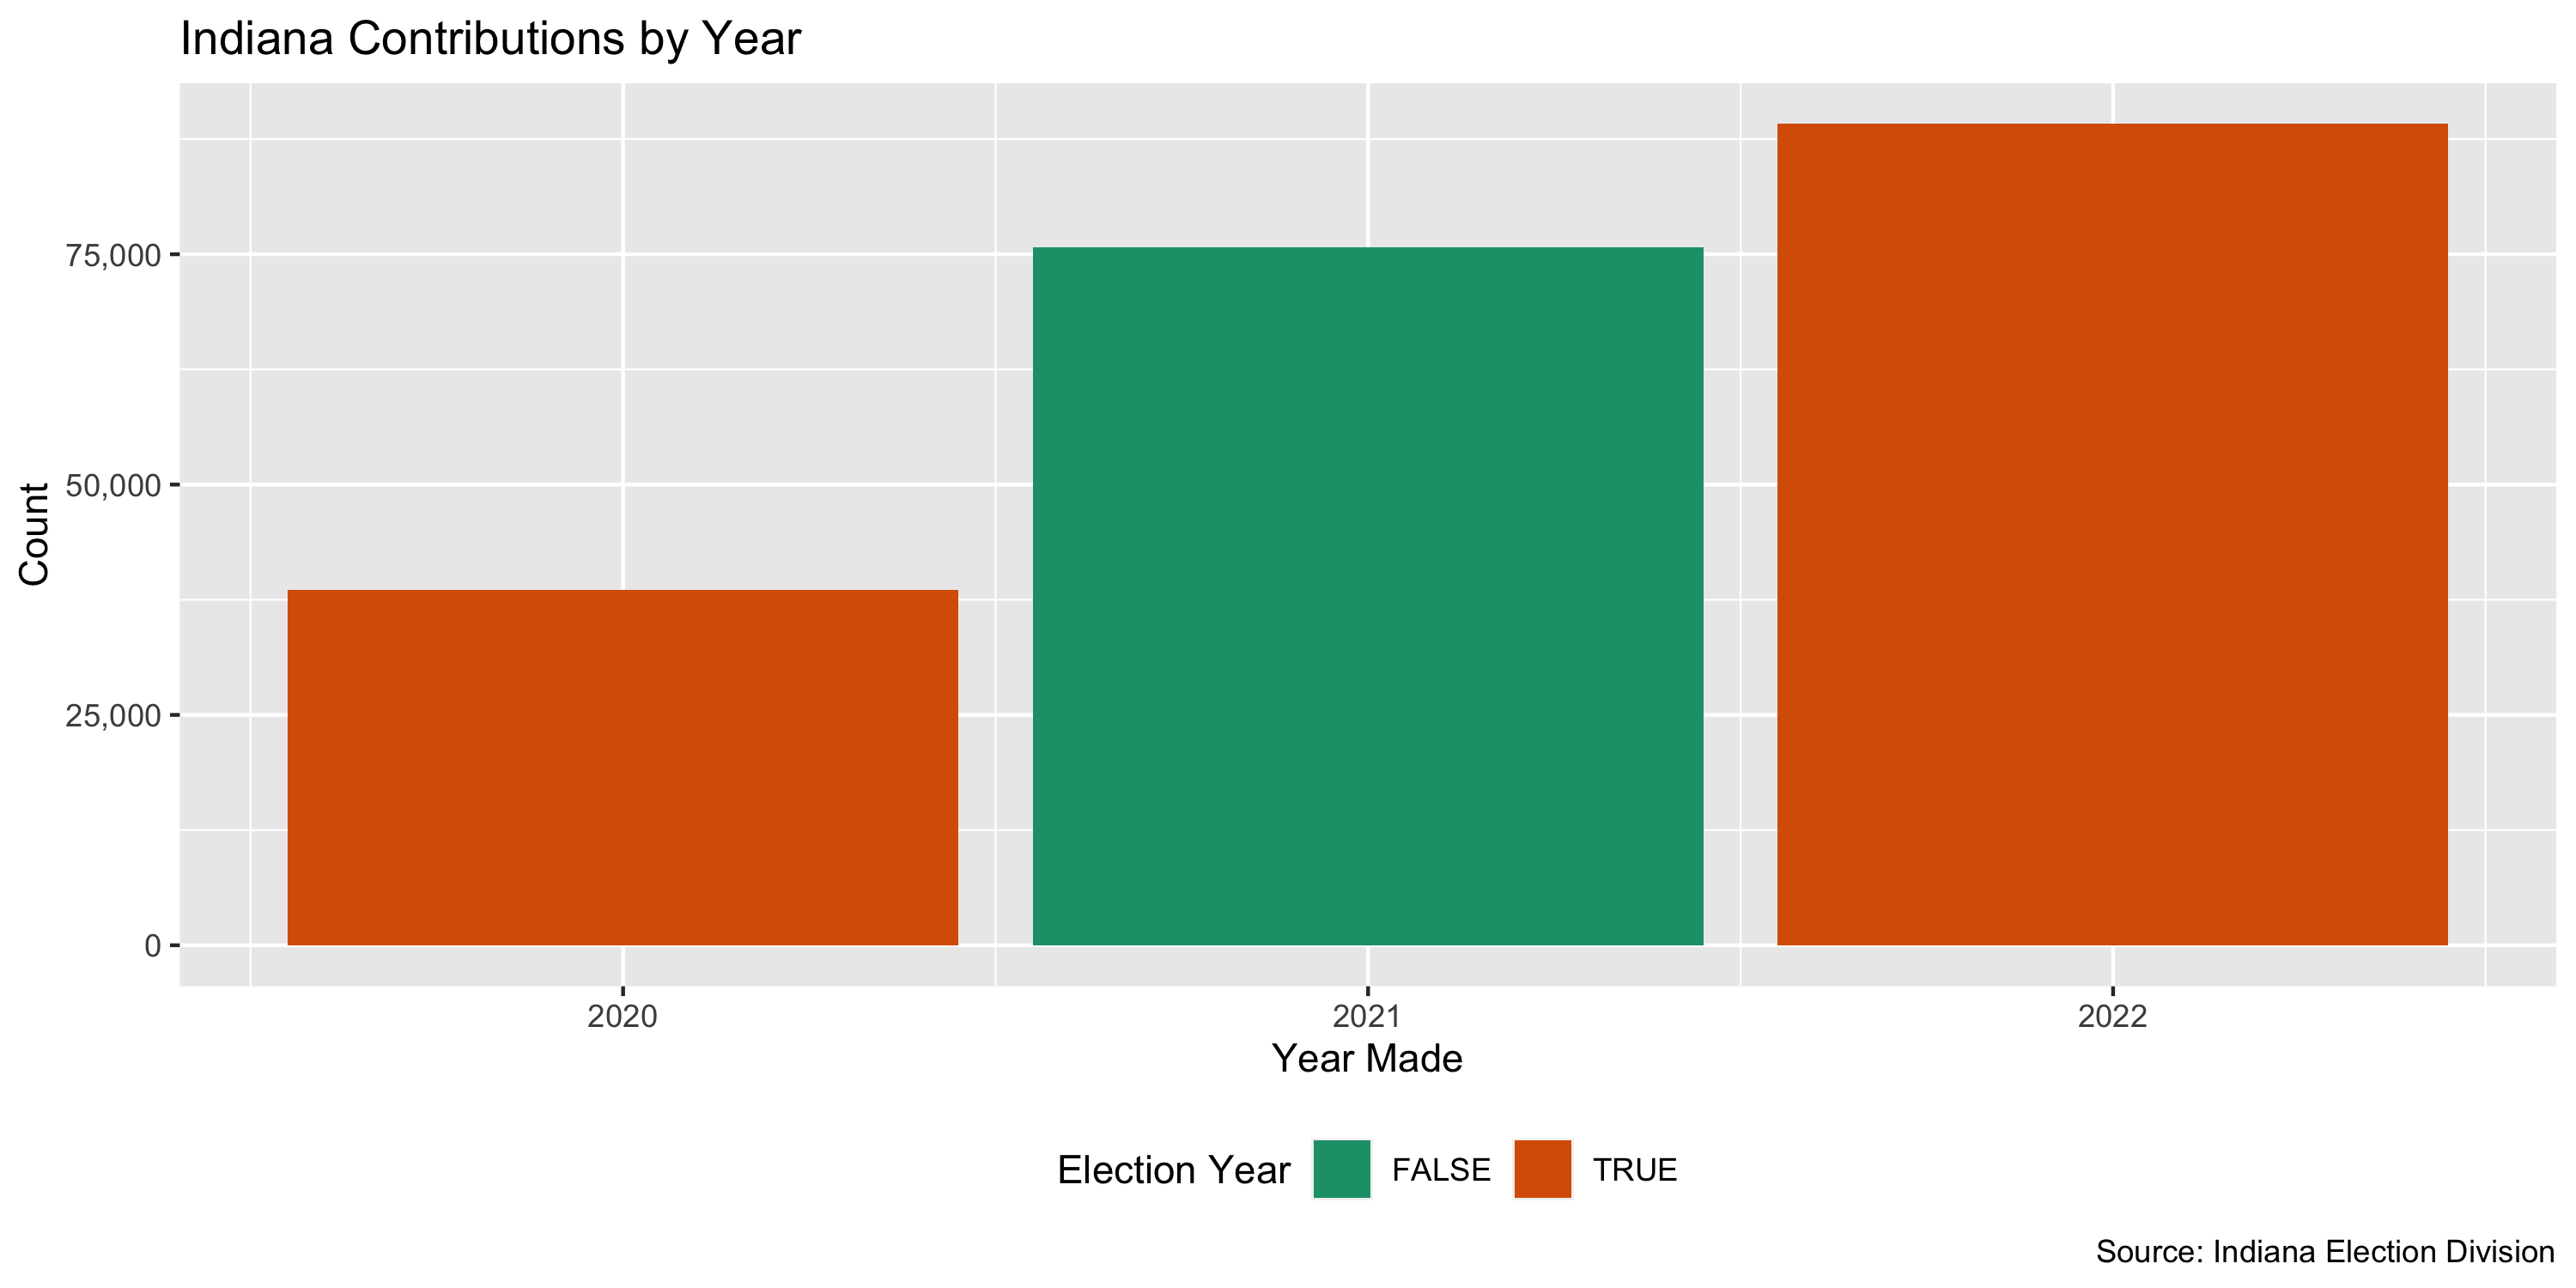 Indiana Contributions by Year
75,000
50,000
25,000
0
Count
2020 2021 2022
Year Made
Election Year FALSE TRUE
Source: Indiana Election Division